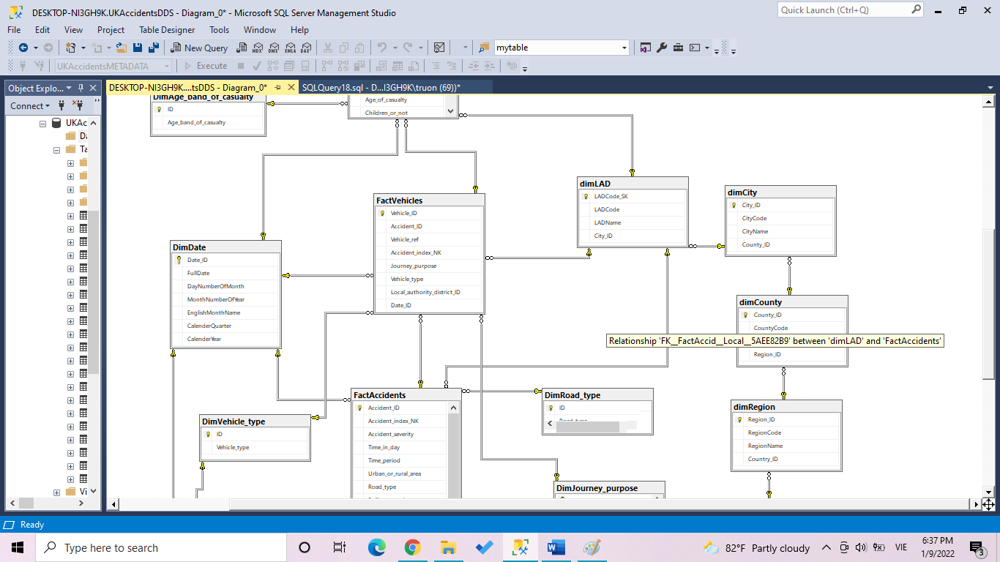 DESKTOP-NI3GH9K.UKAccidentsDDS - Diagram_0* - Microsoft SQL Server Management Studio
Quick Launch (Ctrl+Q)
File Edit View Project Table Designer Tools Window Help
New Query MDX DMX XMLA DAX mytable
UKAccidentsMETADATA Execute
Object Explo...
DESKTOP-NI3GH9K....tsDDS - Diagram_0* SQLQuery18.sql - D...I3GH9K\truon (69))*
Connect
UKAc
Da
Ta
Vi
DimAge_band_of_casualty
ID
Age_band_of_casualty
Age_of_casualty
Children_or_not
FactVehicles
Vehicle_ID
Accident_ID
Vehicle_ref
Accident_index_NK
Journey_purpose
Vehicle_type
Local_authority_district_ID
Date_ID
dimLAD
LADCode_SK
LADCode
LADName
City_ID
dimCity
City_ID
CityCode
CityName
County_ID
DimDate
Date_ID
FullDate
DayNumberOfMonth
MonthNumberOfYear
EnglishMonthName
CalenderQuarter
CalenderYear
dimCounty
County_ID
CountyCode
Relationship 'FK__FactAccid__Local__5AEE82B9' between 'dimLAD' and 'FactAccidents'
Region_ID
FactAccidents
Accident_ID
Accident_index_NK
Accident_severity
Time_in_day
Time_period
Urban_or_rural_area
Road_type
DimRoad_type
ID
Road_type
dimRegion
Region_ID
RegionCode
RegionName
Country_ID
DimVehicle_type
ID
Vehicle_type
DimJourney_purpose
Ready
Type here to search
82°F Partly cloudy
VIE
6:37 PM
1/9/2022
3